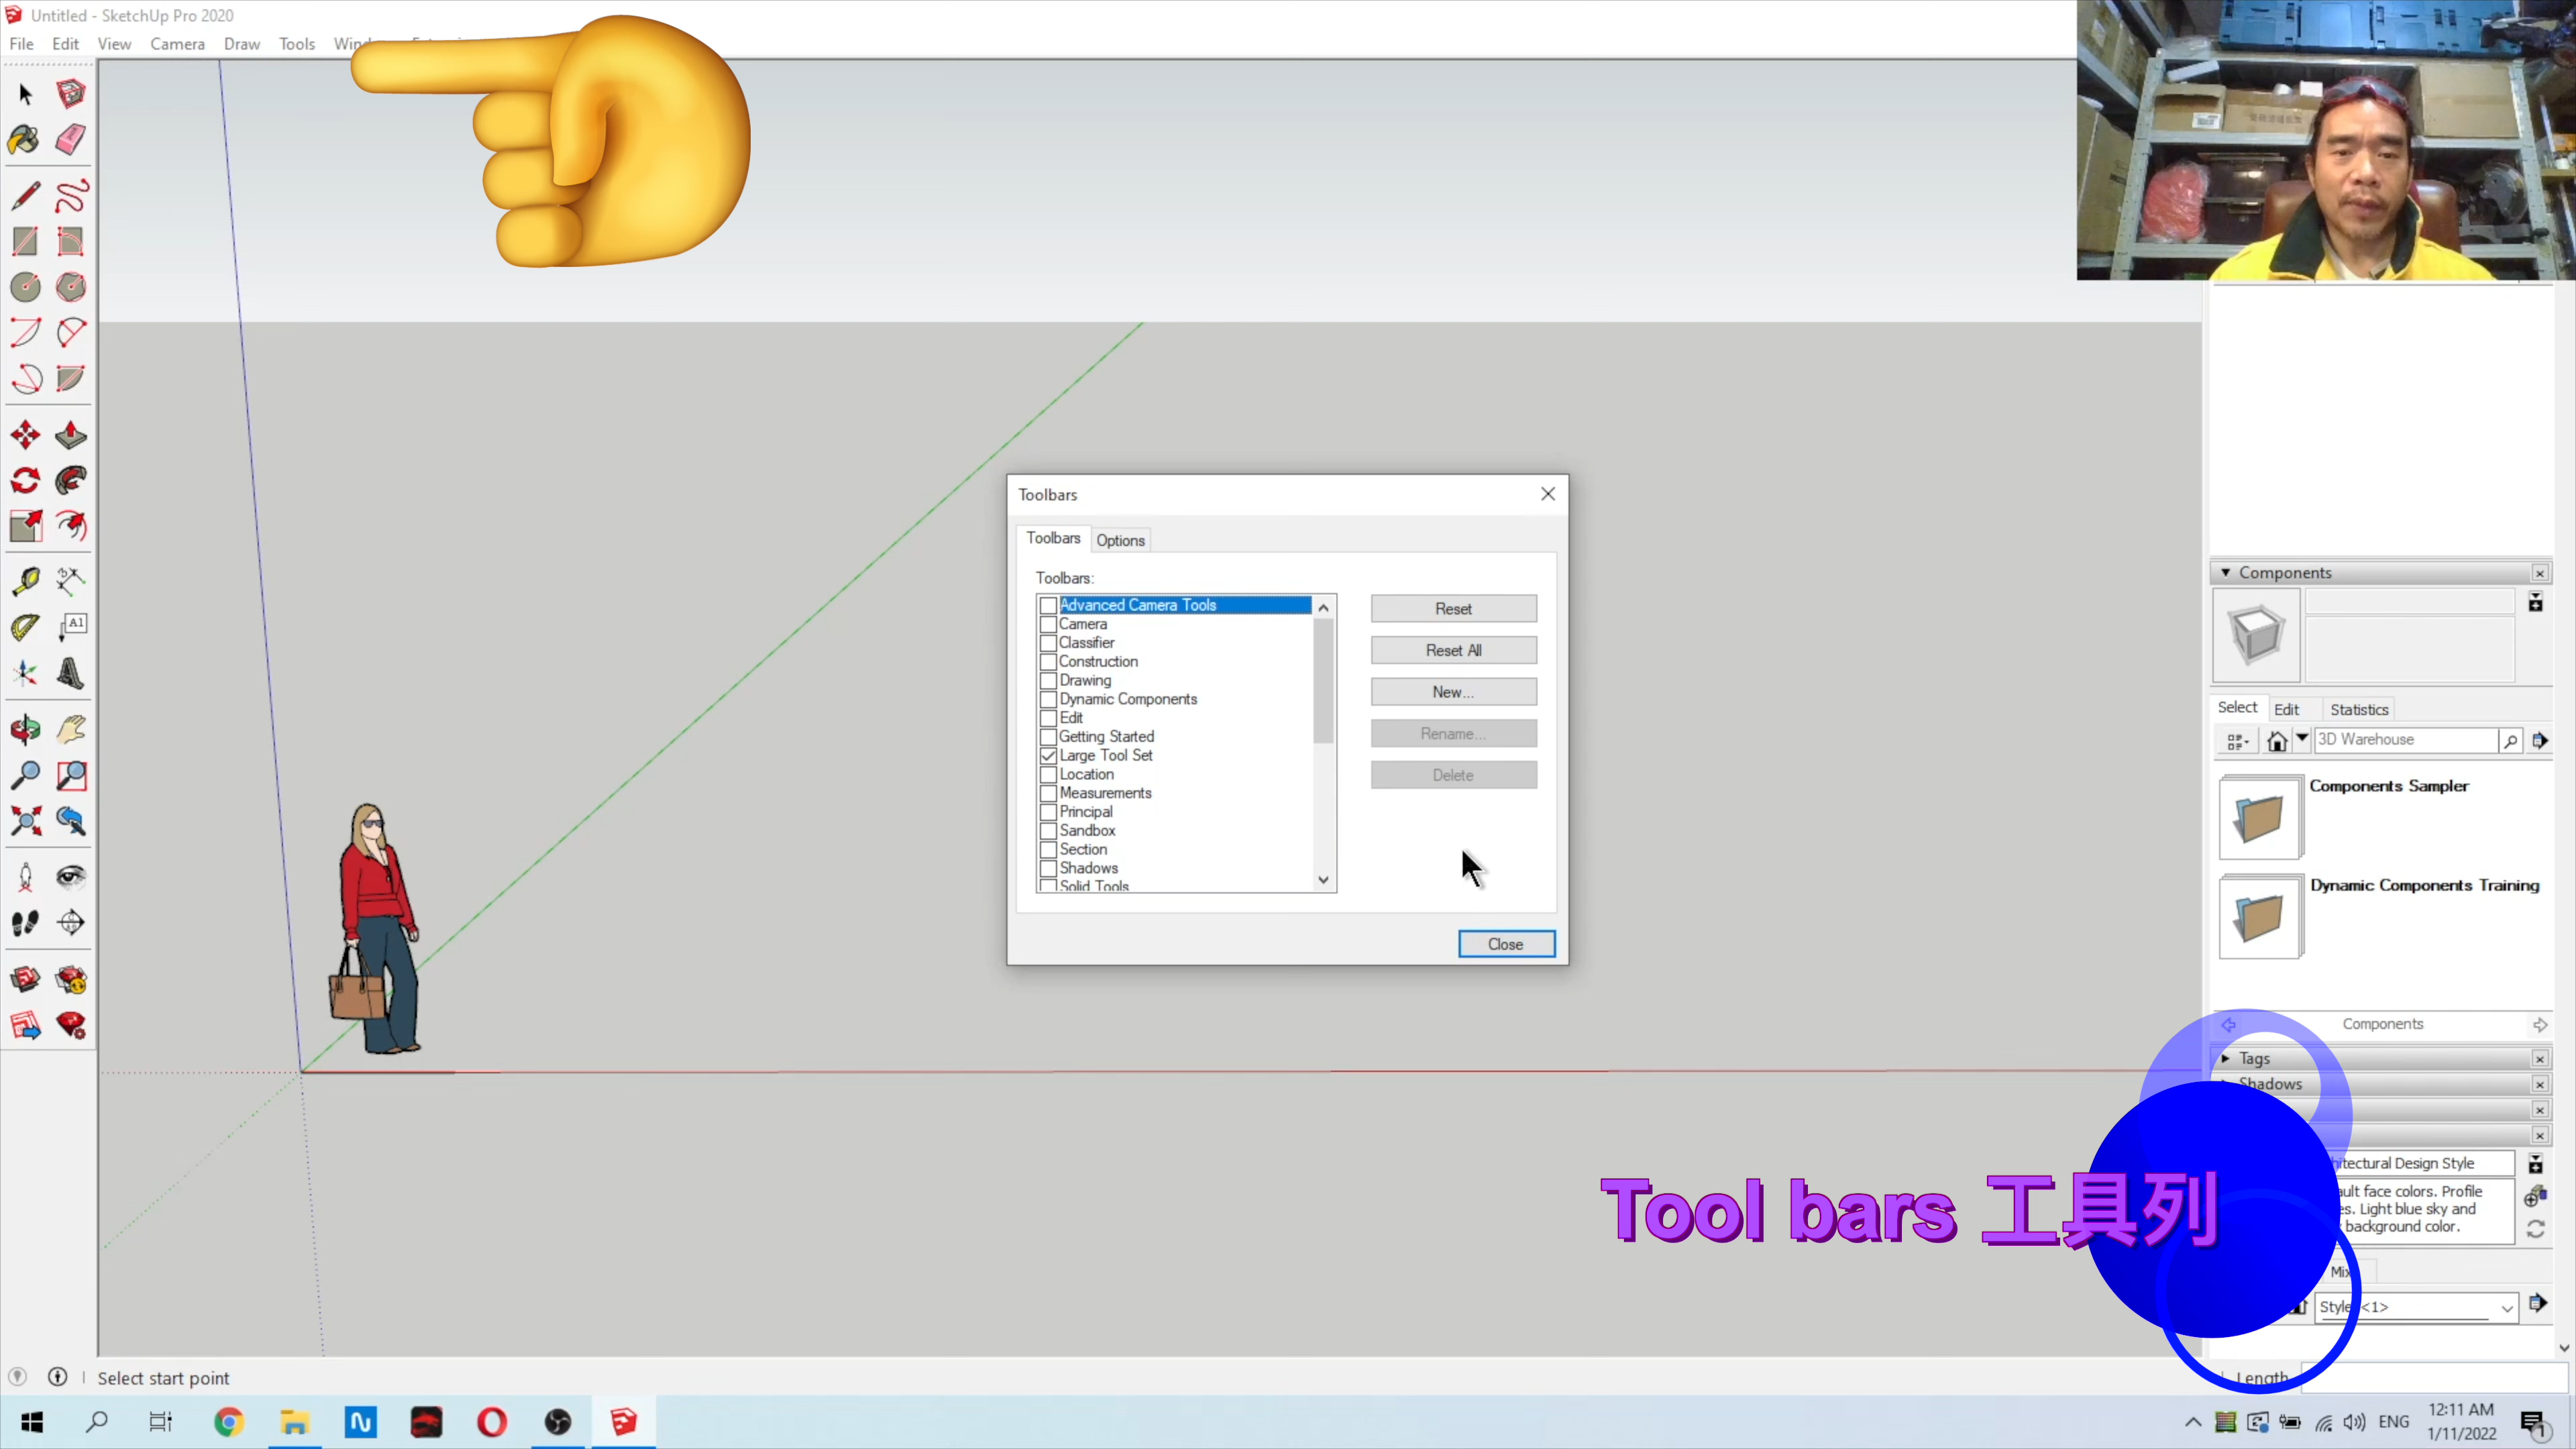 Untitled - SketchUp Pro 2020
File Edit View Camera Draw Tools
Toolbars
Toolbars Options
Toolbars:
Advanced Camera Tools
Camera
Classifier
Construction
Drawing
Dynamic Components
Edit
Getting Started
Large Tool Set
Location
Measurements
Principal
Sandbox
Section
Shadows
Solid Tools
Reset
Reset All
New...
Rename...
Delete
Close
A1
Components
Select Edit Statistics
3D Warehouse
Components Sampler
Dynamic Components Training
Components
Tags
Shadows
Tool bars 工具列
Design Style
face colors. Profile
Light blue sky and
background color.
Mix
Style <1>
Select start point
Length
ENG
12:11 AM
1/11/2022
1